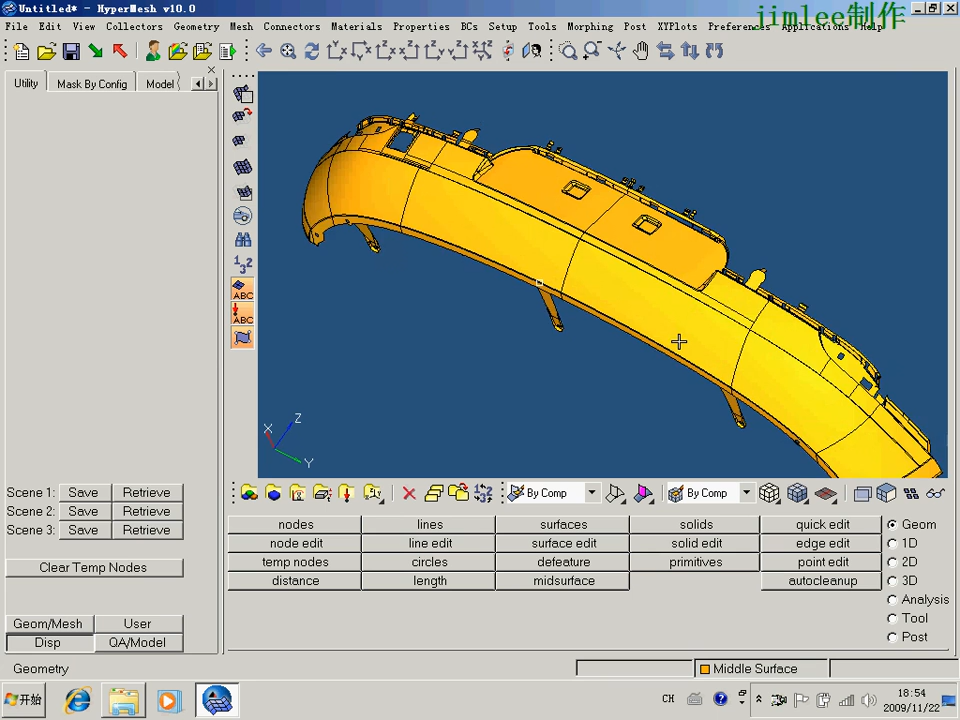 Untitled* - HyperMesh v10.0
jimlee制作
File Edit View Collectors Geometry Mesh Connectors Materials Properties BCs Setup Tools Morphing Post XYPlots Preferences Applications Help
Utility Mask By Config Model
ABC
ABC
X Z Y
Scene 1: Save Retrieve
Scene 2: Save Retrieve
Scene 3: Save Retrieve
Clear Temp Nodes
Geom/Mesh User
Disp QA/Model
By Comp By Comp
nodes lines surfaces solids quick edit Geom
node edit line edit surface edit solid edit edge edit 1D
temp nodes circles defeature primitives point edit 2D
distance length midsurface autocleanup 3D
Analysis
Tool
Post
Geometry Middle Surface
开始 CH 18:54
2009/11/22